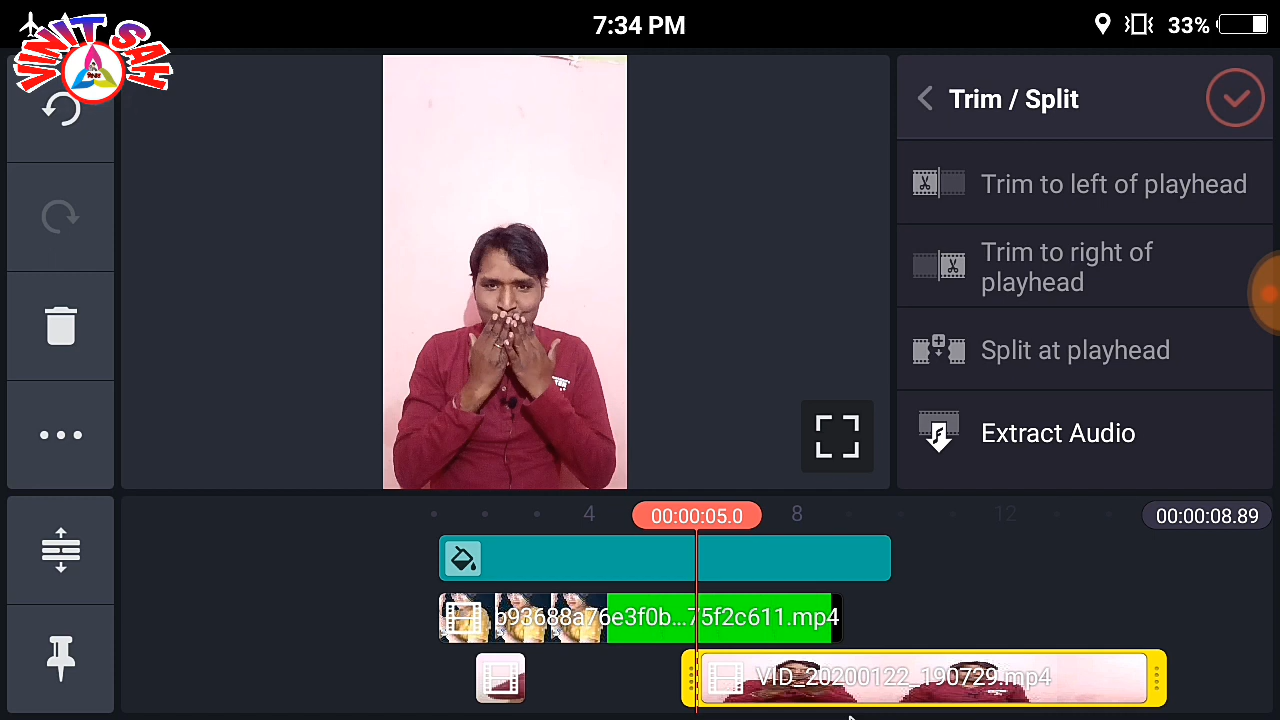 VINIT SAH
7:34 PM
33%
Trim / Split
Trim to left of playhead
Trim to right of
playhead
Split at playhead
Extract Audio
4
00:00:05.0
8
12
00:00:08.89
b93688a76e3f0b...75f2c611.mp4
VID_20200122_190729.mp4